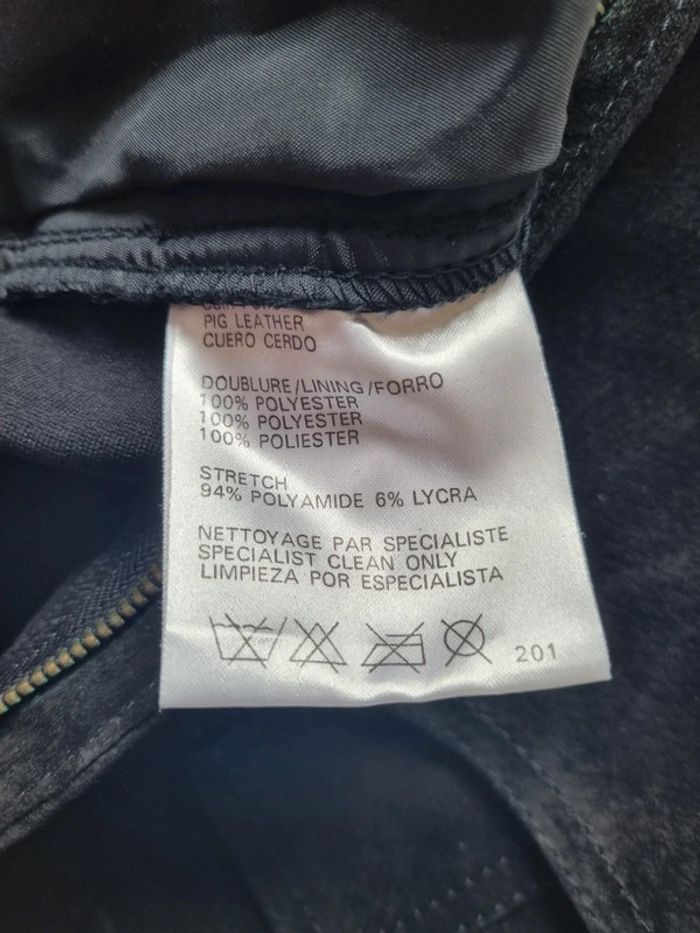 PIG LEATHER
CUERO CERDO
DOUBLURE/LINING/FORRO
100% POLYESTER
100% POLYESTER
100% POLIESTER
STRETCH
94% POLYAMIDE 6% LYCRA
NETTOYAGE PAR SPECIALISTE
SPECIALIST CLEAN ONLY
LIMPIEZA POR ESPECIALISTA
201